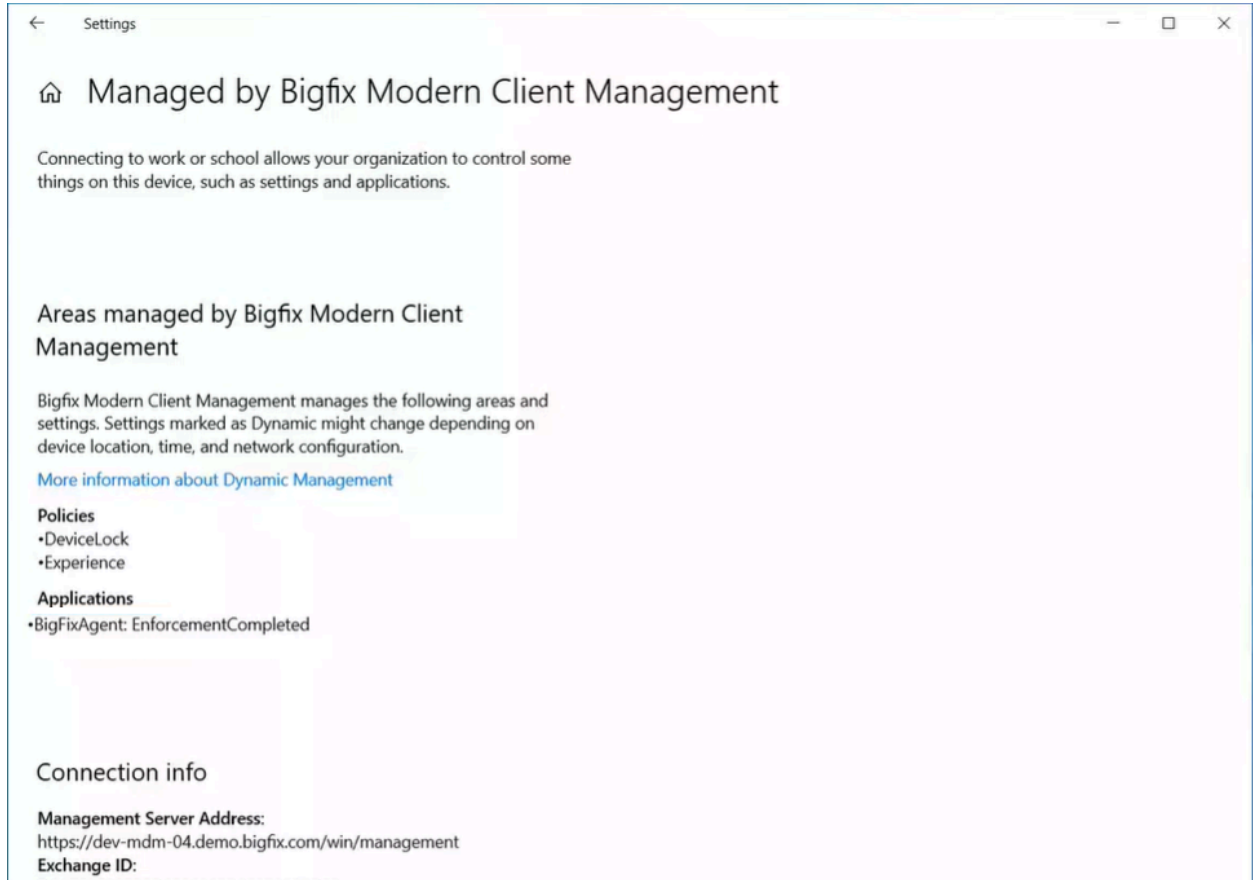 Settings
Managed by Bigfix Modern Client Management
Connecting to work or school allows your organization to control some
things on this device, such as settings and applications.
Areas managed by Bigfix Modern Client
Management
Bigfix Modern Client Management manages the following areas and
settings. Settings marked as Dynamic might change depending on
device location, time, and network configuration.
More information about Dynamic Management
Policies
•DeviceLock
•Experience
Applications
•BigFixAgent: EnforcementCompleted
Connection info
Management Server Address:
https://dev-mdm-04.demo.bigfix.com/win/management
Exchange ID: